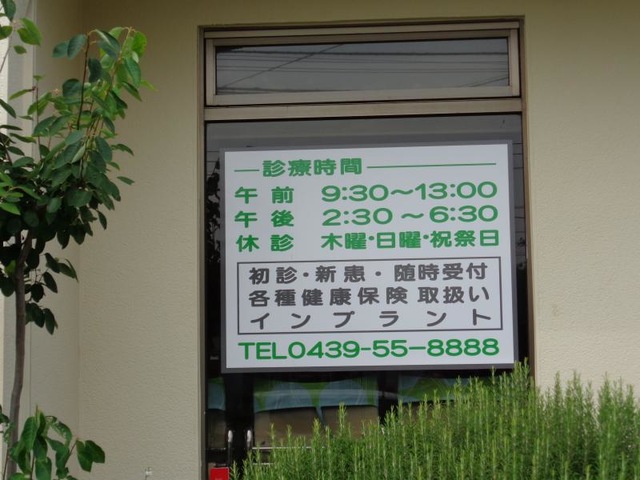 診療時間
午前 9:30～13:00
午後 2:30～6:30
休診 木曜・日曜・祝祭日
初診・新患・随時受付
各種健康保険取扱い
インプラント
TEL0439-55-8888